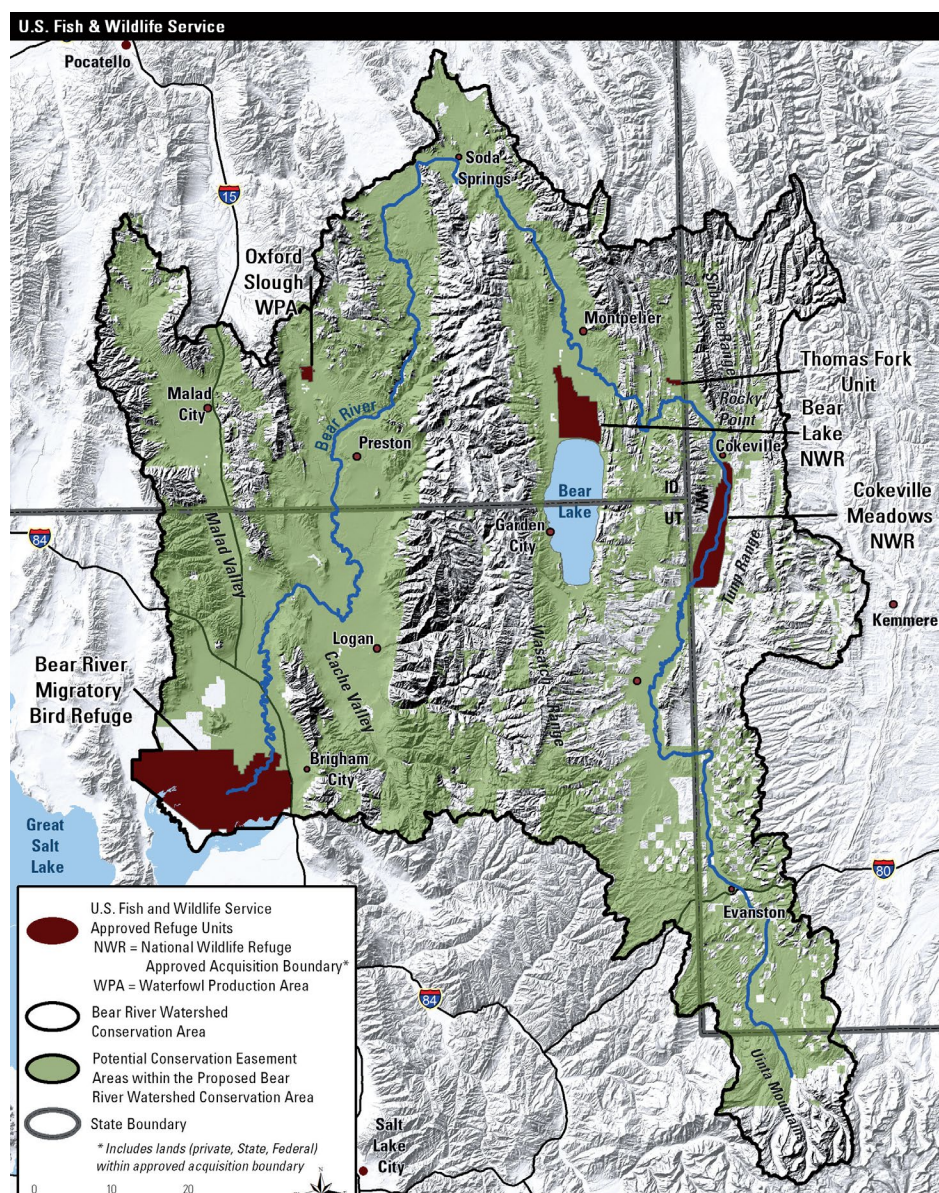 U.S. Fish & Wildlife Service
Pocatello
Soda
Springs
15
Oxford
Slough
WPA
Sublette Range
Montpelier
Thomas Fork
Unit
Malad
City
Rocky
Point
Bear
Lake
NWR
Bear River
Preston
Cokeville
Bear
Lake
ID
WY
UT
Cokeville
Meadows
NWR
84
Garden
City
Malad Valley
Tunp Range
Kemmerer
Logan
Cache Valley
Wasatch
Range
Bear River
Migratory
Bird Refuge
Brigham
City
Great
Salt
Lake
80
Evanston
U.S. Fish and Wildlife Service
Approved Refuge Units
NWR = National Wildlife Refuge
Approved Acquisition Boundary*
WPA = Waterfowl Production Area
84
Bear River Watershed
Conservation Area
Potential Conservation Easement
Areas within the Proposed Bear
River Watershed Conservation Area
Uinta Mountains
State Boundary
* Includes lands (private, State, Federal)
within approved acquisition boundary
Salt
Lake
City
N
0 10 20